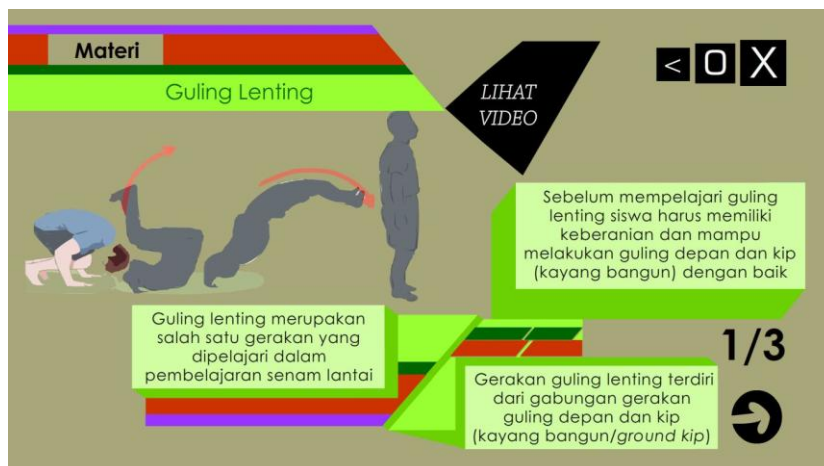 Materi
Guling Lenting
LIHAT
VIDEO
< O X
Sebelum mempelajari guling
lenting siswa harus memiliki
keberanian dan mampu
melakukan guling depan dan kip
(kayang bangun) dengan baik
Guling lenting merupakan
salah satu gerakan yang
dipelajari dalam
pembelajaran senam lantai
1/3
Gerakan guling lenting terdiri
dari gabungan gerakan
guling depan dan kip
(kayang bangun/ground kip)